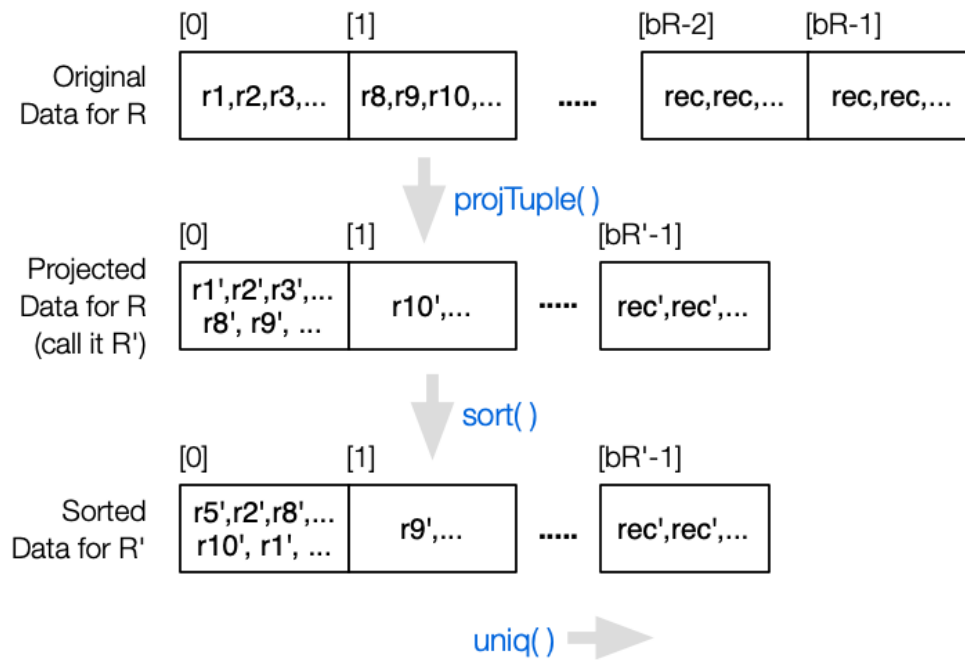 [0] [1] [bR-2] [bR-1]
Original
Data for R
r1,r2,r3,... r8,r9,r10,... ..... rec,rec,... rec,rec,...
projTuple( )
[0] [1] [bR'-1]
Projected
Data for R
(call it R')
r1',r2',r3',...
r8', r9', ...
r10',... ..... rec',rec',...
sort( )
[0] [1] [bR'-1]
Sorted
Data for R'
r5',r2',r8',...
r10', r1', ...
r9',... ..... rec',rec',...
uniq( )